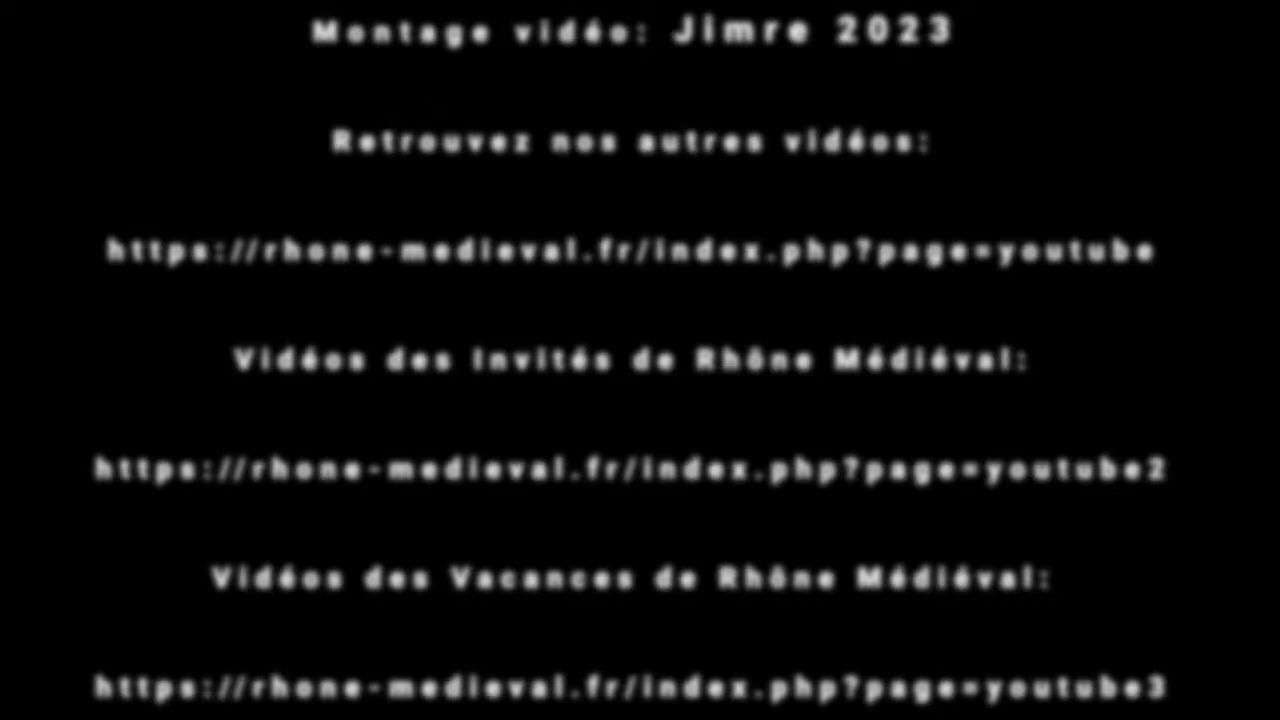 Montage vidéo: Jimre 2023
Retrouvez nos autres vidéos:
https://rhone-medieval.fr/index.php?page=youtube
Vidéos des Invités de Rhône Médiéval:
https://rhone-medieval.fr/index.php?page=youtube2
Vidéos des Vacances de Rhône Médiéval:
https://rhone-medieval.fr/index.php?page=youtube3